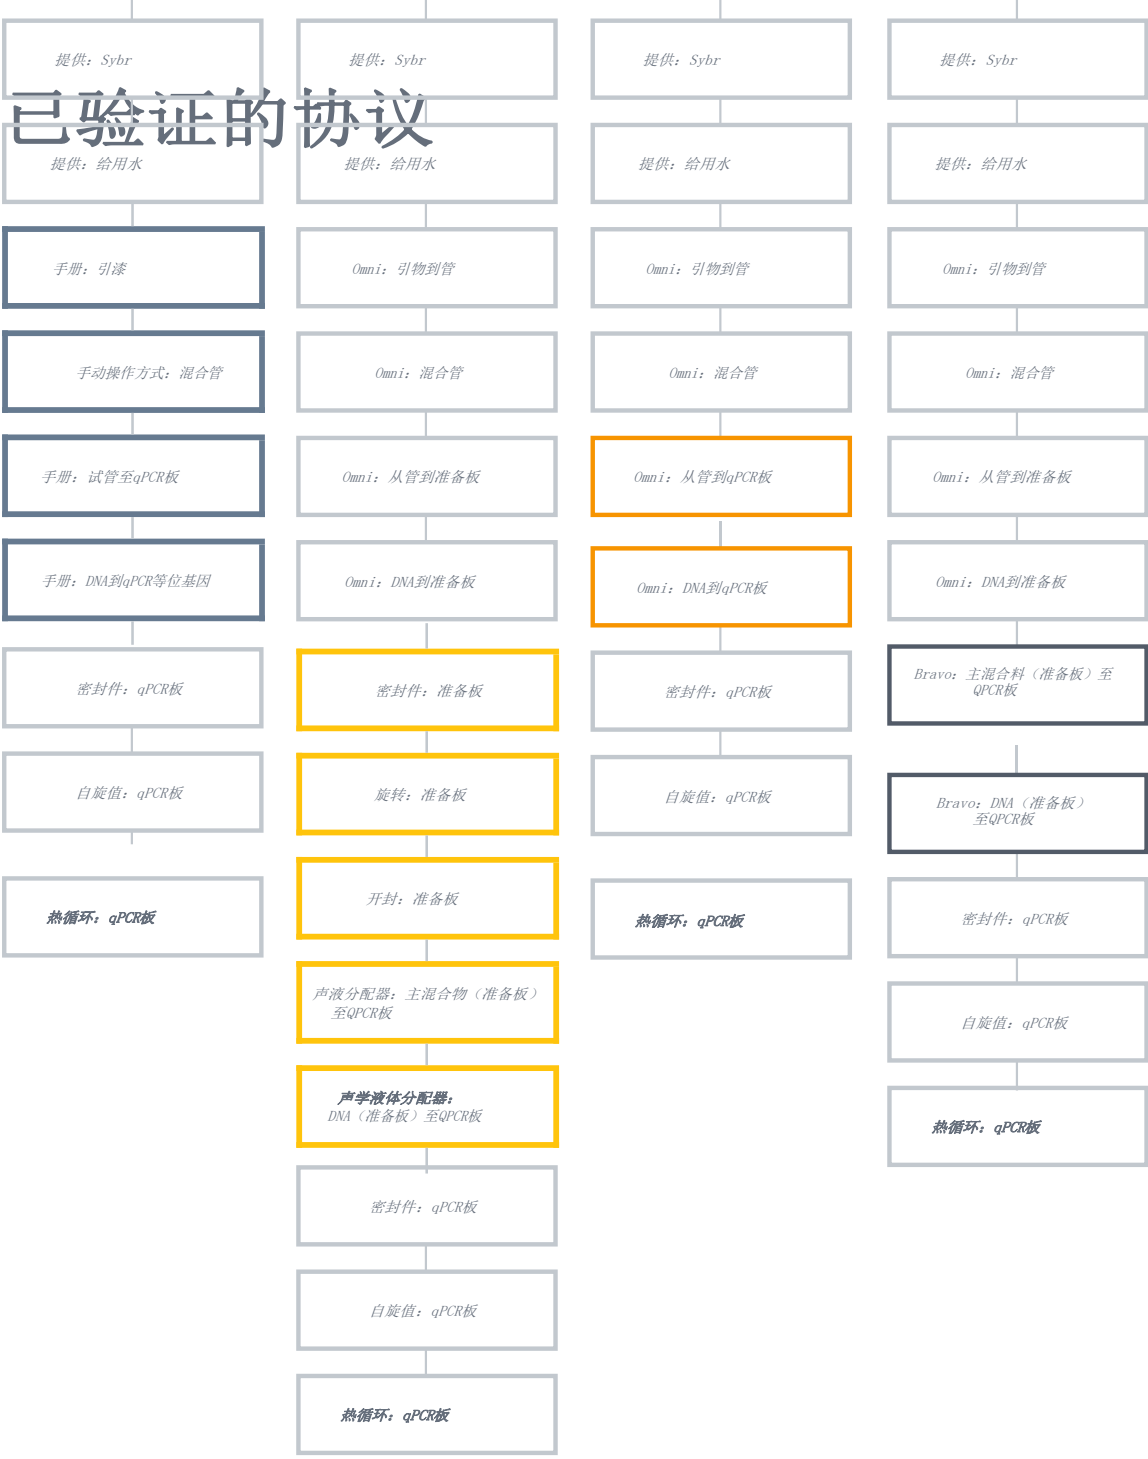 已验证的协议
提供：Sybr
提供：给用水
手册：引漆
手动操作方式：混合管
手册：试管至qPCR板
手册：DNA到qPCR等位基因
密封件：qPCR板
自旋值：qPCR板
热循环：qPCR板
提供：Sybr
提供：给用水
Omni：引物到管
Omni：混合管
Omni：从管到准备板
Omni：DNA到准备板
密封件：准备板
旋转：准备板
开封：准备板
声液分配器：主混合物（准备板）
至QPCR板
声学液体分配器：
DNA（准备板）至QPCR板
密封件：qPCR板
自旋值：qPCR板
热循环：qPCR板
提供：Sybr
提供：给用水
Omni：引物到管
Omni：混合管
Omni：从管到qPCR板
Omni：DNA到qPCR板
密封件：qPCR板
自旋值：qPCR板
热循环：qPCR板
提供：Sybr
提供：给用水
Omni：引物到管
Omni：混合管
Omni：从管到准备板
Omni：DNA到准备板
Bravo：主混合料（准备板）至
QPCR板
Bravo：DNA（准备板）
至QPCR板
密封件：qPCR板
自旋值：qPCR板
热循环：qPCR板